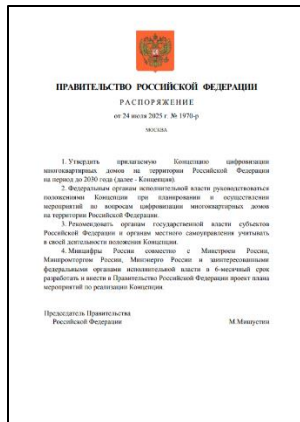 ПРАВИТЕЛЬСТВО РОССИЙСКОЙ ФЕДЕРАЦИИ
РАСПОРЯЖЕНИЕ
от 24 июля 2025 г. № 1970-р
МОСКВА
1. Утвердить прилагаемую Концепцию цифровизации
многоквартирных домов на территории Российской Федерации
на период до 2030 года (далее - Концепция).
2. Федеральным органам исполнительной власти руководствоваться
положениями Концепции при планировании и осуществлении
мероприятий по вопросам цифровизации многоквартирных домов
на территории Российской Федерации.
3. Рекомендовать органам государственной власти субъектов
Российской Федерации и органам местного самоуправления учитывать
в своей деятельности положения Концепции.
4. Минцифры России совместно с Минстроем России,
Минпромторгом России, Минэнерго России и заинтересованными
федеральными органами исполнительной власти в 6-месячный срок
разработать и внести в Правительство Российской Федерации проект плана
мероприятий по реализации Концепции.
Председатель Правительства
Российской Федерации М.Мишустин